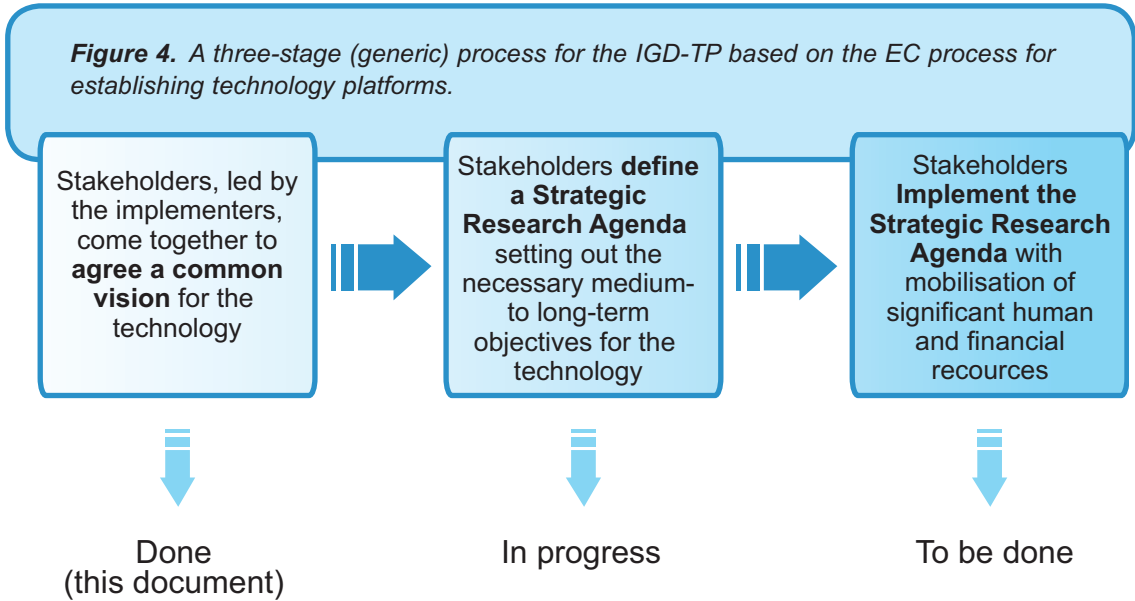 Figure 4. A three-stage (generic) process for the IGD-TP based on the EC process for
establishing technology platforms.
Stakeholders, led by
the implementers,
come together to
agree a common
vision for the
technology
Stakeholders define
a Strategic
Research Agenda
setting out the
necessary medium-
to long-term
objectives for the
technology
Stakeholders
Implement the
Strategic Research
Agenda with
mobilisation of
significant human
and financial
recources
Done
(this document)
In progress
To be done